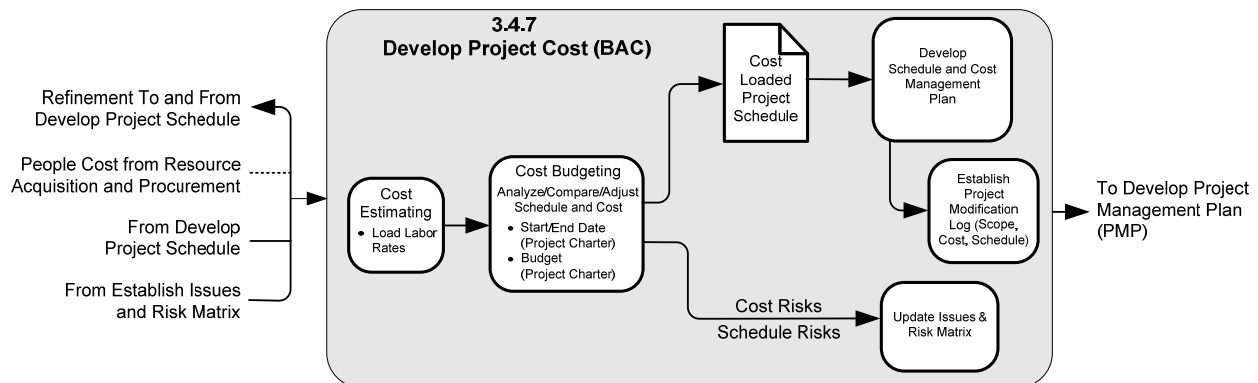 3.4.7
Develop Project Cost (BAC)
Refinement To and From
Develop Project Schedule
People Cost from Resource
Acquisition and Procurement
From Develop
Project Schedule
From Establish Issues
and Risk Matrix
Cost
Estimating
• Load Labor
Rates
Cost Budgeting
Analyze/Compare/Adjust
Schedule and Cost
• Start/End Date
(Project Charter)
• Budget
(Project Charter)
Cost
Loaded
Project
Schedule
Develop
Schedule and Cost
Management
Plan
Establish
Project
Modification
Log (Scope,
Cost, Schedule)
Cost Risks
Schedule Risks
Update Issues &
Risk Matrix
To Develop Project
Management Plan
(PMP)